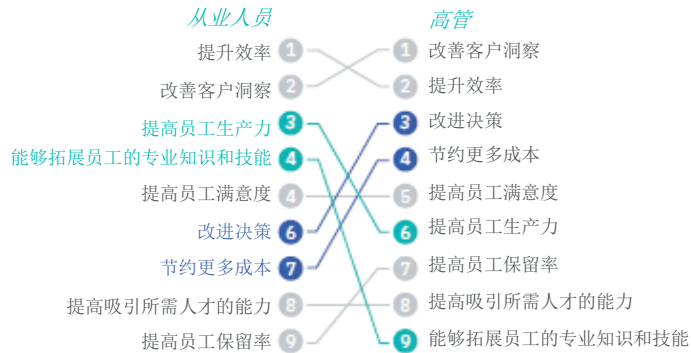 从业人员
高管
提升效率 1
1 改善客户洞察
改善客户洞察 2
2 提升效率
提高员工生产力 3
3 改进决策
能够拓展员工的专业知识和技能 4
4 节约更多成本
提高员工满意度 4
5 提高员工满意度
改进决策 6
6 提高员工生产力
节约更多成本 7
7 提高员工保留率
提高吸引所需人才的能力 8
8 提高吸引所需人才的能力
提高员工保留率 9
9 能够拓展员工的专业知识和技能